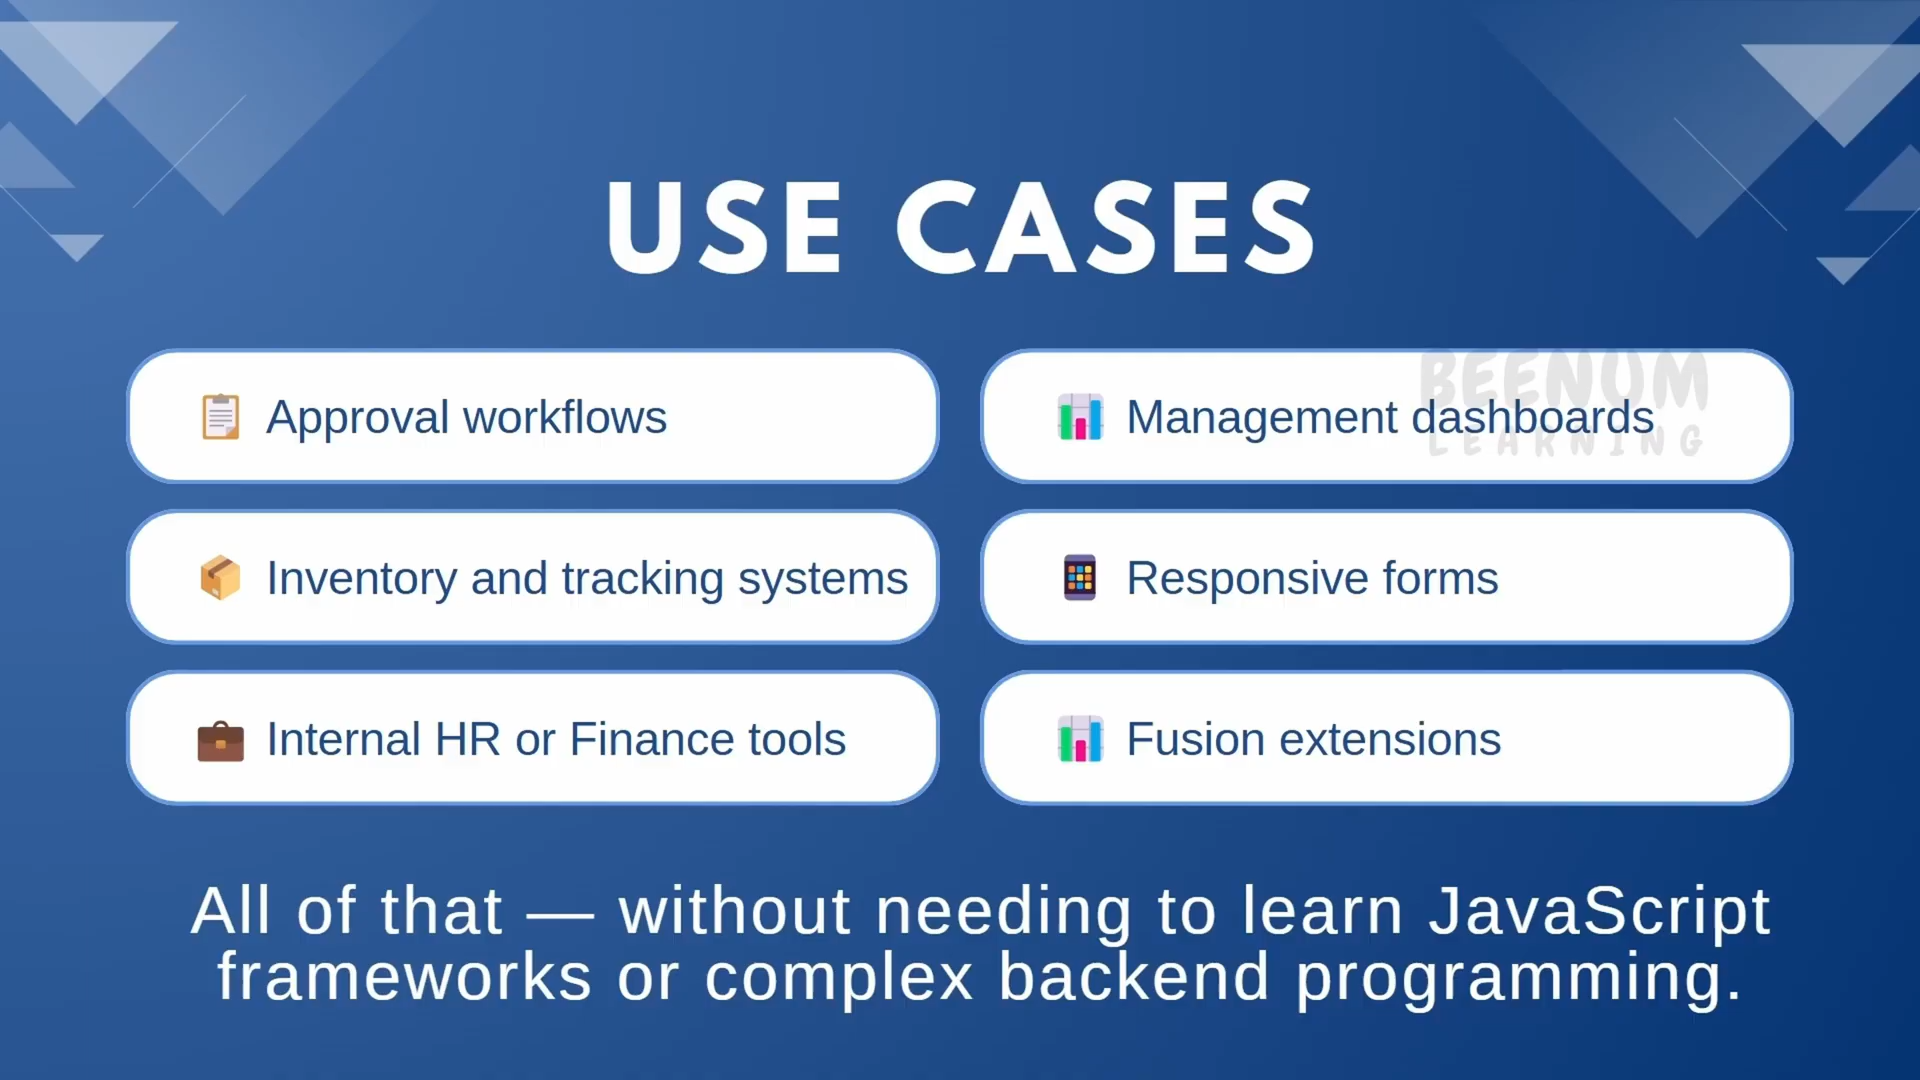 USE CASES
Approval workflows
Management dashboards
BEENUM
LEARNING
Inventory and tracking systems
Responsive forms
Internal HR or Finance tools
Fusion extensions
All of that — without needing to learn JavaScript
frameworks or complex backend programming.